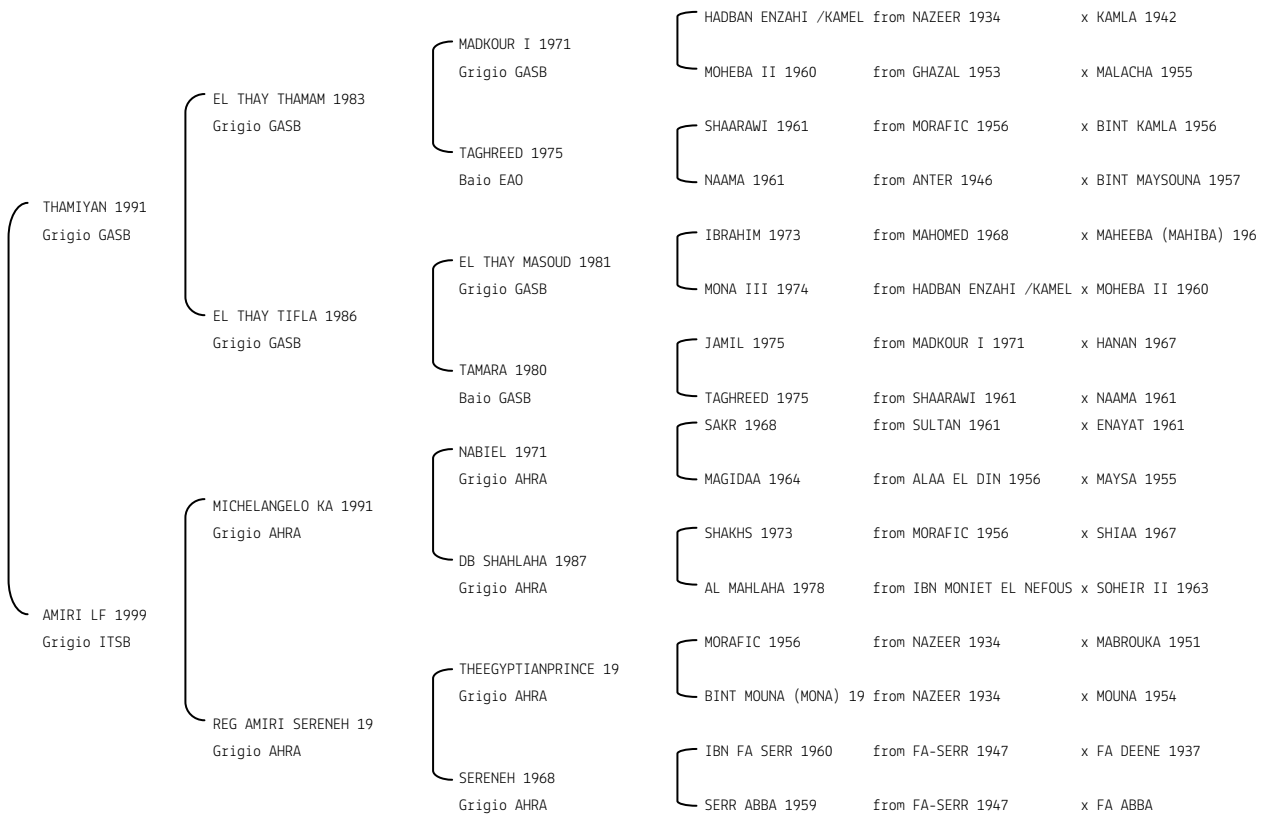 HADBAN ENZAHI /KAMEL from NAZEER 1934 x KAMLA 1942
MADKOUR I 1971
Grigio GASB
MOHEBA II 1960 from GHAZAL 1953 x MALACHA 1955
EL THAY THAMAM 1983
Grigio GASB
SHAARAWI 1961 from MORAFIC 1956 x BINT KAMLA 1956
TAGHREED 1975
Baio EAO
NAAMA 1961 from ANTER 1946 x BINT MAYSOUNA 1957
THAMIYAN 1991
Grigio GASB
IBRAHIM 1973 from MAHOMED 1968 x MAHEEBA (MAHIBA) 196
EL THAY MASOUD 1981
Grigio GASB
MONA III 1974 from HADBAN ENZAHI /KAMEL x MOHEBA II 1960
EL THAY TIFLA 1986
Grigio GASB
JAMIL 1975 from MADKOUR I 1971 x HANAN 1967
TAMARA 1980
Baio GASB
TAGHREED 1975 from SHAARAWI 1961 x NAAMA 1961
SAKR 1968 from SULTAN 1961 x ENAYAT 1961
NABIEL 1971
Grigio AHRA
MAGIDAA 1964 from ALAA EL DIN 1956 x MAYSA 1955
MICHELANGELO KA 1991
Grigio AHRA
SHAKHS 1973 from MORAFIC 1956 x SHIAA 1967
DB SHAHLAHA 1987
Grigio AHRA
AL MAHLAHA 1978 from IBN MONIET EL NEFOUS x SOHEIR II 1963
AMIRI LF 1999
Grigio ITSB
MORAFIC 1956 from NAZEER 1934 x MABROUKA 1951
THEEGYPTIANPRINCE 19
Grigio AHRA
BINT MOUNA (MONA) 19 from NAZEER 1934 x MOUNA 1954
REG AMIRI SERENEH 19
Grigio AHRA
IBN FA SERR 1960 from FA-SERR 1947 x FA DEENE 1937
SERENEH 1968
Grigio AHRA
SERR ABBA 1959 from FA-SERR 1947 x FA ABBA